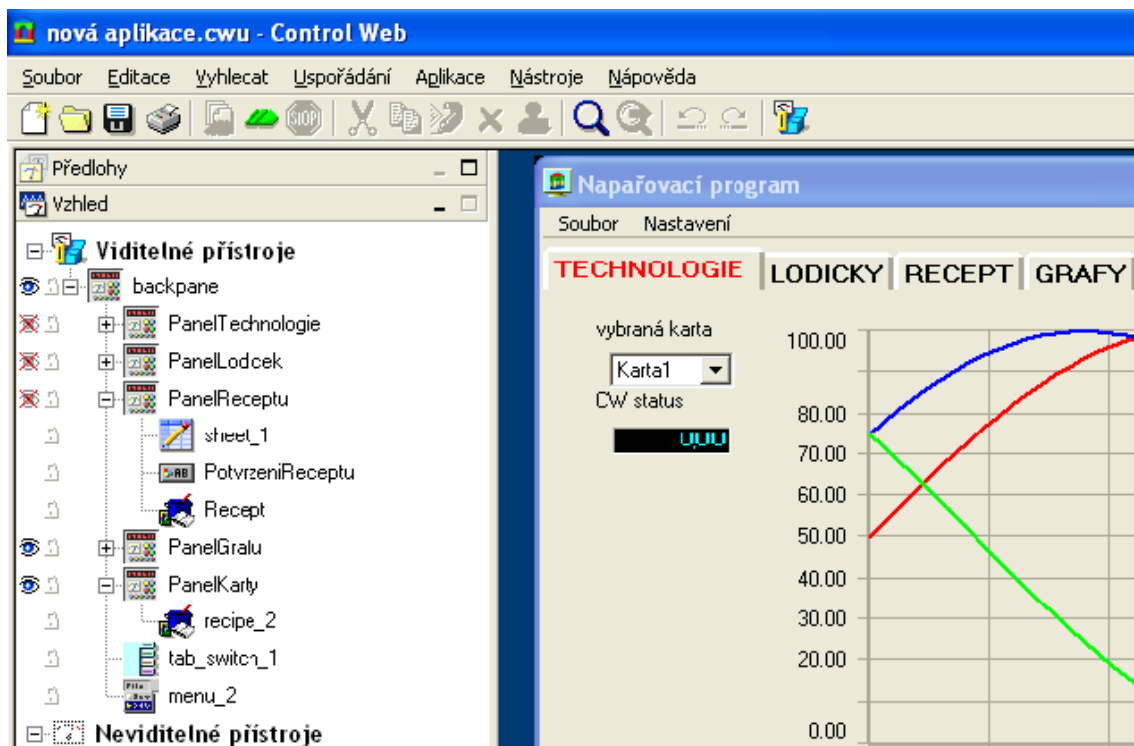 nová aplikace.cwu - Control Web
Soubor Editace Vyhlecat Uspořádání Aplikace Nástroje Nápověda
STOP
Předlohy
Vzhled
Viditelné přístroje
backpane
PanelTechnologie
PanelLodcek
PanelReceptu
sheet_1
PotvrzeniReceptu
Recept
PanelGrafu
PanelKarty
recipe_2
tab_switch_1
menu_2
Neviditelné přístroje
Napařovací program
Soubor Nastavení
TECHNOLOGIE LODICKY RECEPT GRAFY
vybraná karta
Karta1
CW status
0,00
100.00
80.00
70.00
60.00
50.00
40.00
30.00
20.00
0.00